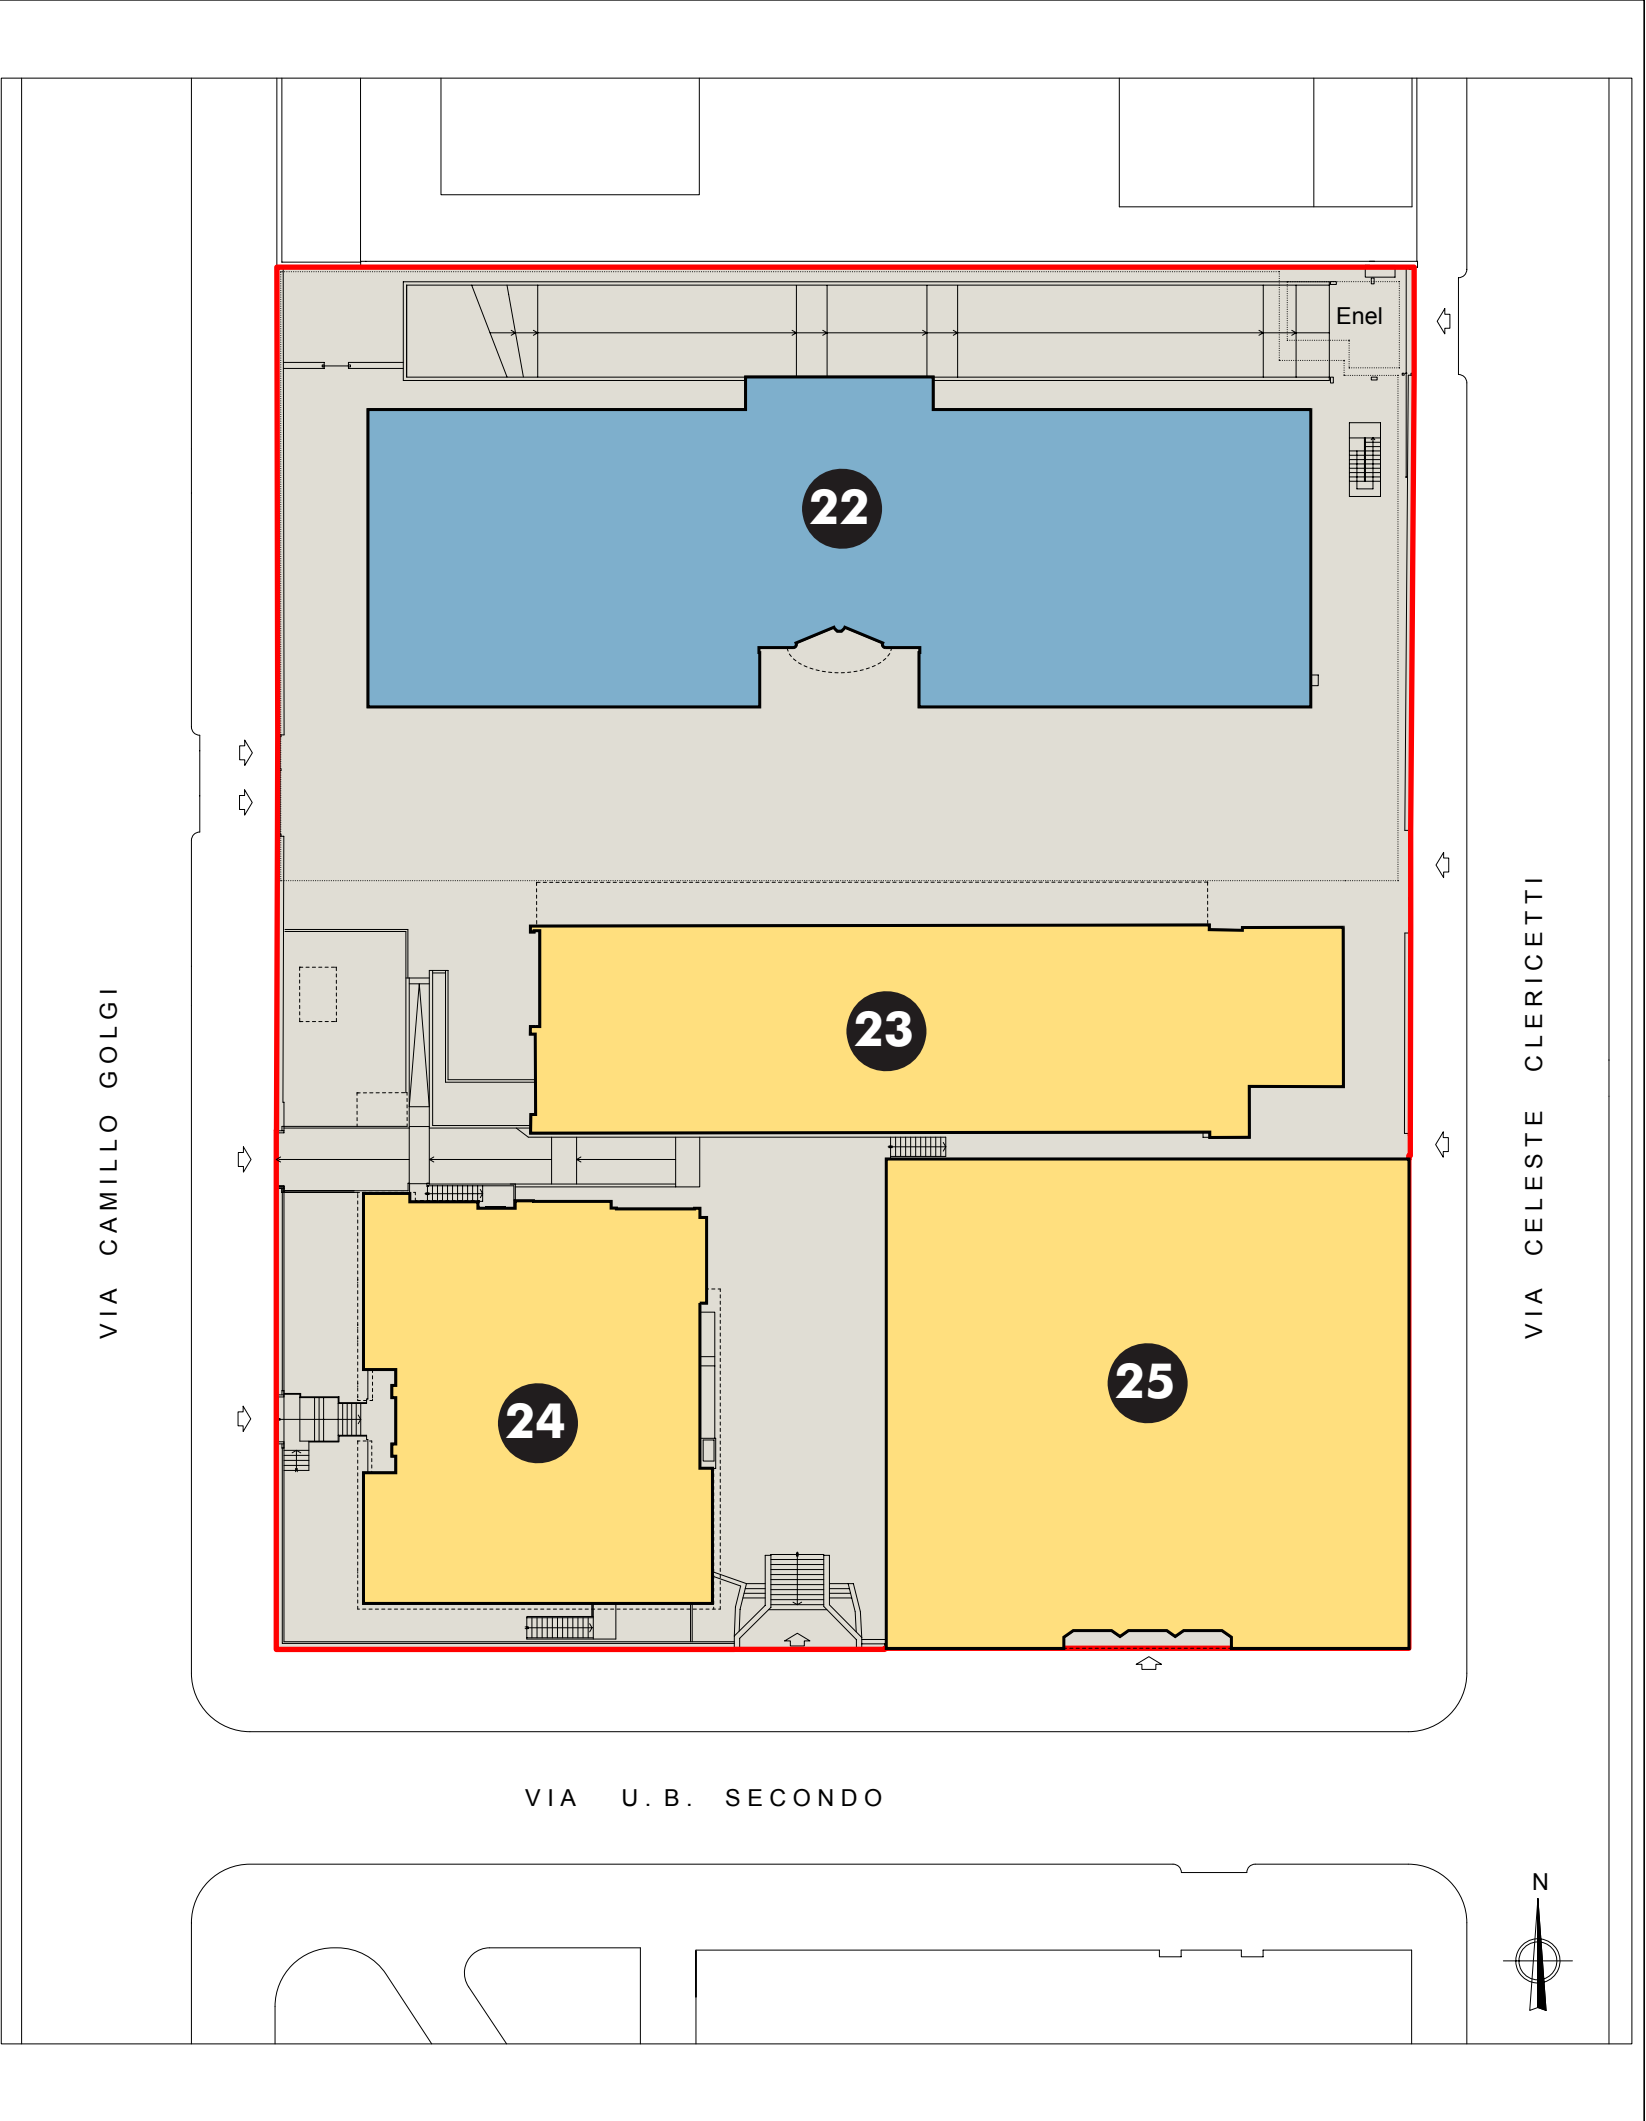 Enel
22
23
VIA CAMILLO GOLGI
VIA CELESTE CLERICETTI
24
25
VIA U.B. SECONDO
N